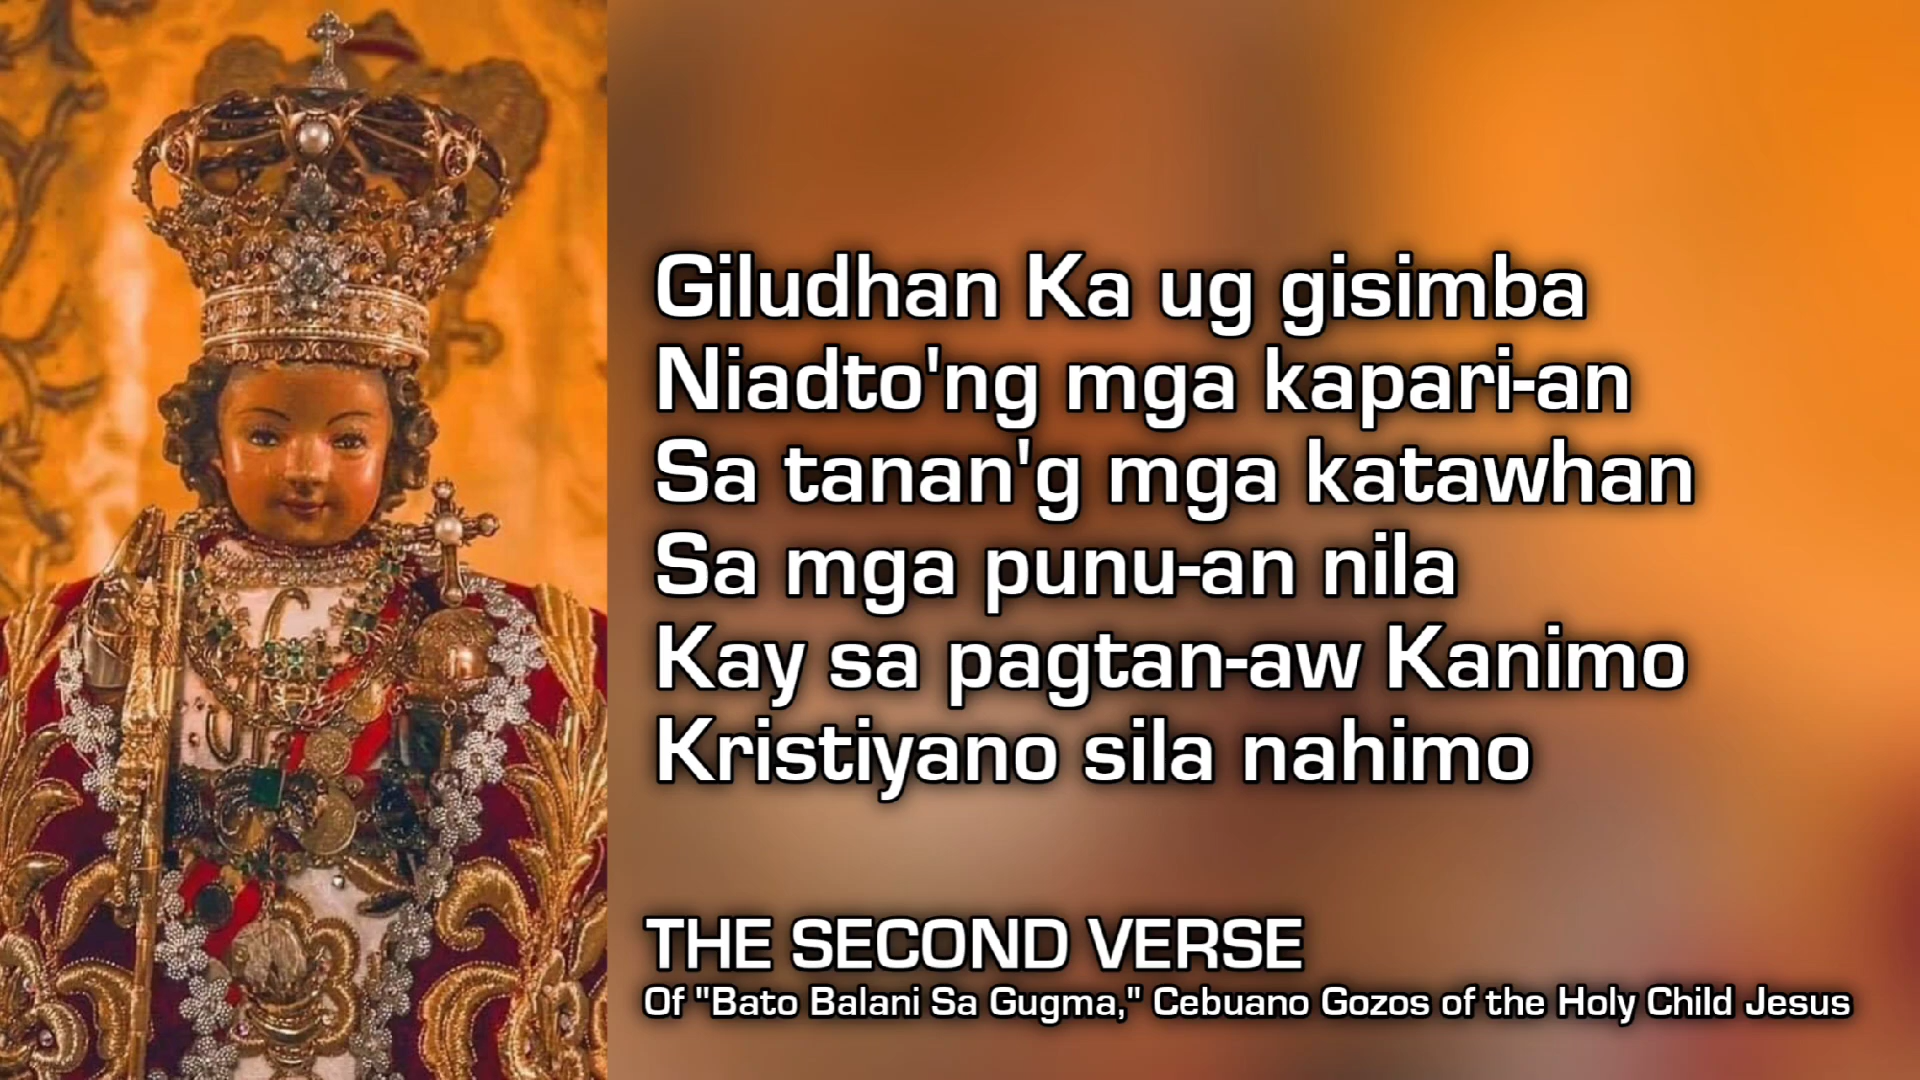 Giludhan Ka ug gisimba
Niadto'ng mga kapari-an
Sa tanan'g mga katawhan
Sa mga punu-an nila
Kay sa pagtan-aw Kanimo
Kristiyano sila nahimo
THE SECOND VERSE
Of "Bato Balani Sa Gugma," Cebuano Gozos of the Holy Child Jesus